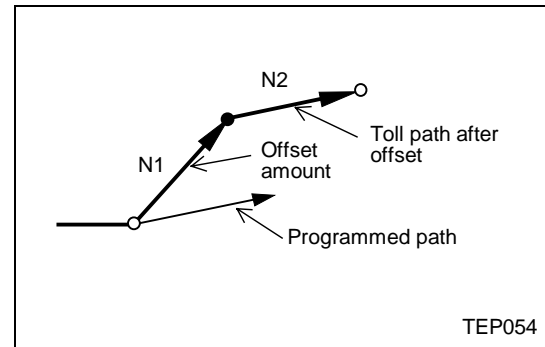 N2
Toll path after
offset
Offset
amount
N1
Programmed path
TEP054